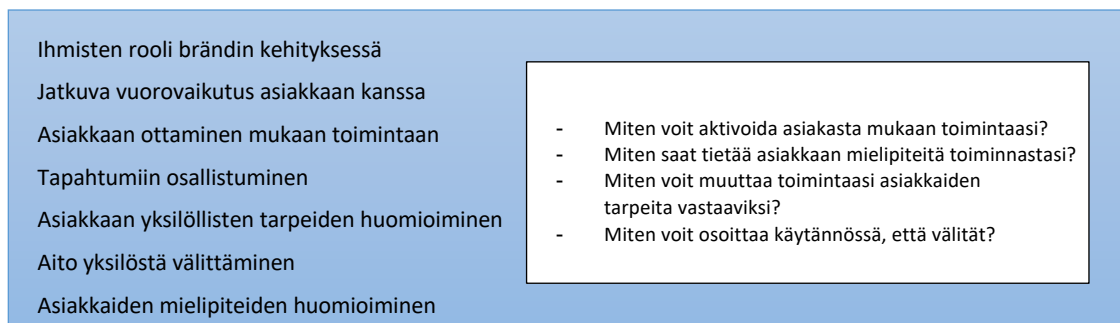 Ihmisten rooli brändin kehityksessä
Jatkuva vuorovaikutus asiakkaan kanssa
Asiakkaan ottaminen mukaan toimintaan
Tapahtumiin osallistuminen
Asiakkaan yksilöllisten tarpeiden huomioiminen
Aito yksilöstä välittäminen
Asiakkaiden mielipiteiden huomioiminen
- Miten voit aktivoida asiakasta mukaan toimintaasi?
- Miten saat tietää asiakkaan mielipiteitä toiminnastasi?
- Miten voit muuttaa toimintaasi asiakkaiden
tarpeita vastaaviksi?
- Miten voit osoittaa käytännössä, että välität?